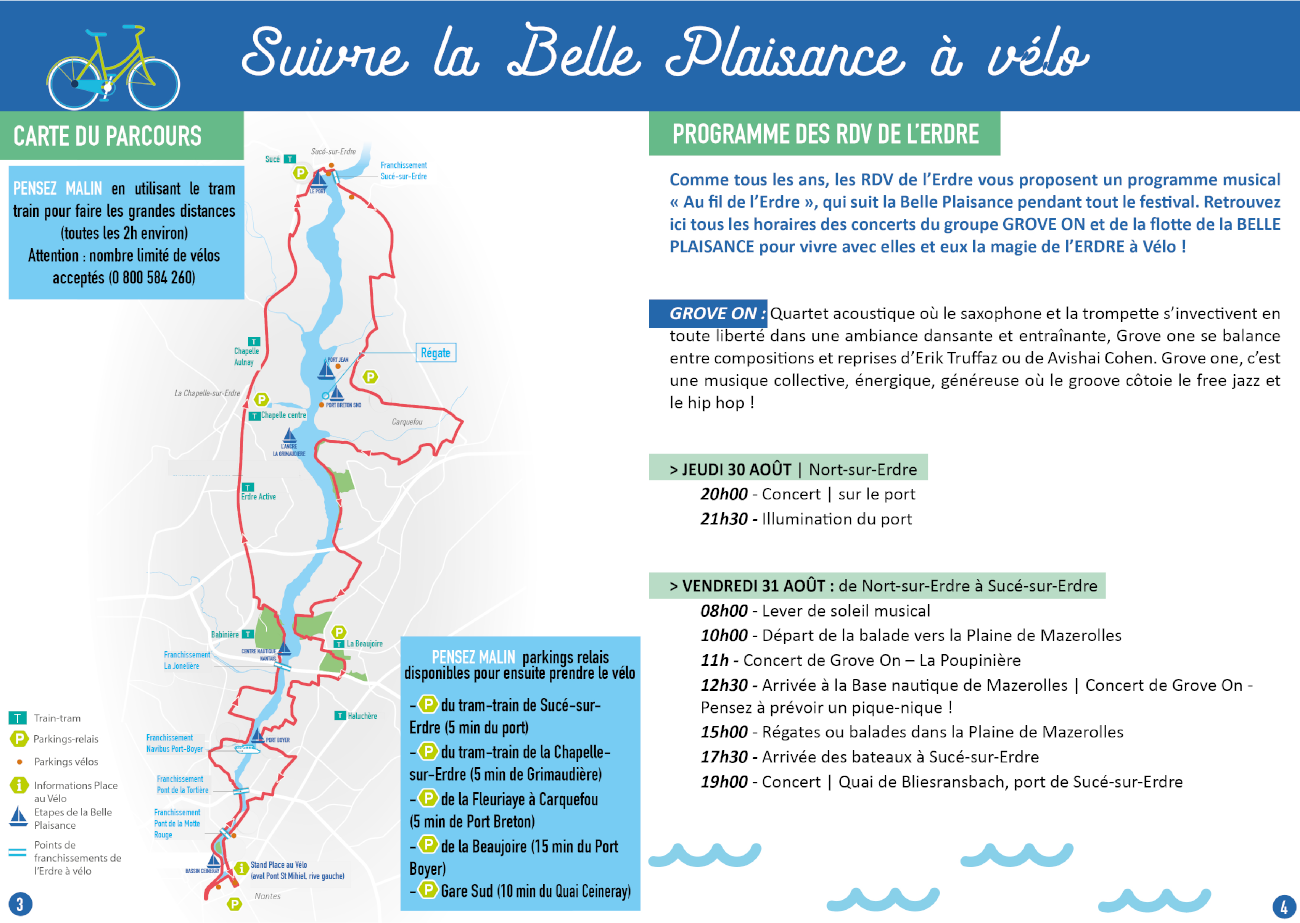 Suivre la Belle Plaisance à vélo
CARTE DU PARCOURS
PENSEZ MALIN en utilisant le tram
train pour faire les grandes distances
(toutes les 2h environ)
Attention : nombre limité de vélos
acceptés (0 800 584 260)
Sucé-sur-Erdre
Sucé T
P
Franchissement
Sucé-sur-Erdre
LE PORT
T
Chapelle
Aulnay
PORT JEAN
Régate
P
La Chapelle-sur-Erdre
P
PORT BRETON
T Chapelle centre
Carquefou
L'ANCRE
LA GRIMAUDIÈRE
T
Erdre Active
Babinière T
P
T La Beaujoire
CENTRE NAUTIQUE
NANTAIS
Franchissement
La Jonelière
T Haluchère
Franchissement
Navibus Port-Boyer
PORT BOYER
Franchissement
Pont de la Tortière
Franchissement
Pont de la Motte
Rouge
BASSIN CEINERAY
i Stand Place au Vélo
(aval Pont St Mihiel, rive gauche)
Nantes
P
T Train-tram
P Parkings-relais
Parkings vélos
i Informations Place
au Vélo
Etapes de la Belle
Plaisance
Points de
franchissements de
l'Erdre à vélo
PENSEZ MALIN parkings relais
disponibles pour ensuite prendre le vélo
- P du tram-train de Sucé-sur-
Erdre (5 min du port)
- P du tram-train de la Chapelle-
sur-Erdre (5 min de Grimaudière)
- P de la Fleuriaye à Carquefou
(5 min de Port Breton)
- P de la Beaujoire (15 min du Port
Boyer)
- P Gare Sud (10 min du Quai Ceineray)
3
PROGRAMME DES RDV DE L'ERDRE
Comme tous les ans, les RDV de l'Erdre vous proposent un programme musical
« Au fil de l'Erdre », qui suit la Belle Plaisance pendant tout le festival. Retrouvez
ici tous les horaires des concerts du groupe GROVE ON et de la flotte de la BELLE
PLAISANCE pour vivre avec elles et eux la magie de l'ERDRE à Vélo !
GROVE ON : Quartet acoustique où le saxophone et la trompette s'invectivent en
toute liberté dans une ambiance dansante et entraînante, Grove one se balance
entre compositions et reprises d'Erik Truffaz ou de Avishai Cohen. Grove one, c'est
une musique collective, énergique, généreuse où le groove côtoie le free jazz et
le hip hop !
> JEUDI 30 AOÛT | Nort-sur-Erdre
20h00 - Concert | sur le port
21h30 - Illumination du port
> VENDREDI 31 AOÛT : de Nort-sur-Erdre à Sucé-sur-Erdre
08h00 - Lever de soleil musical
10h00 - Départ de la balade vers la Plaine de Mazerolles
11h - Concert de Grove On – La Poupinière
12h30 - Arrivée à la Base nautique de Mazerolles | Concert de Grove On -
Pensez à prévoir un pique-nique !
15h00 - Régates ou balades dans la Plaine de Mazerolles
17h30 - Arrivée des bateaux à Sucé-sur-Erdre
19h00 - Concert | Quai de Bliesransbach, port de Sucé-sur-Erdre
4